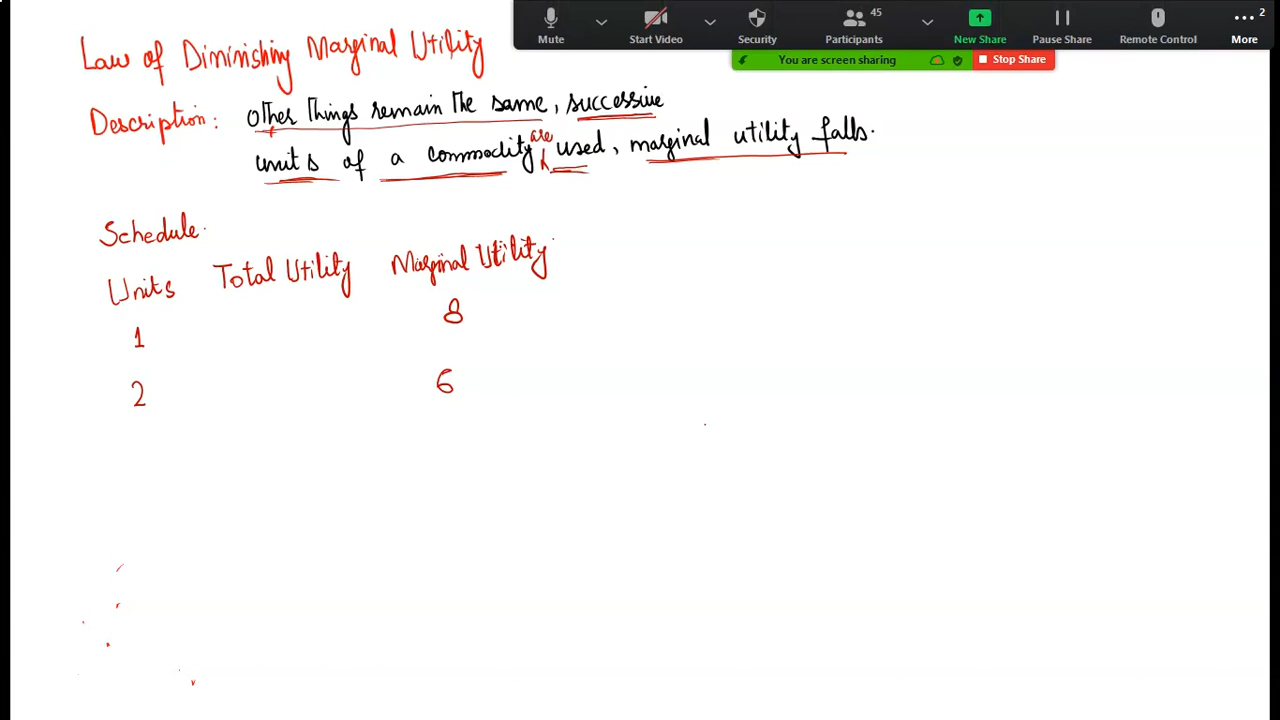 45
2
Mute
Start Video
Security
Participants
New Share
Pause Share
Remote Control
More
You are screen sharing
Stop Share
Law of Diminishing Marginal Utility
Description: Other things remain the same, successive
units of a commodity are used, marginal utility falls.
Schedule.
Units Total Utility Marginal Utility
1 8
2 6